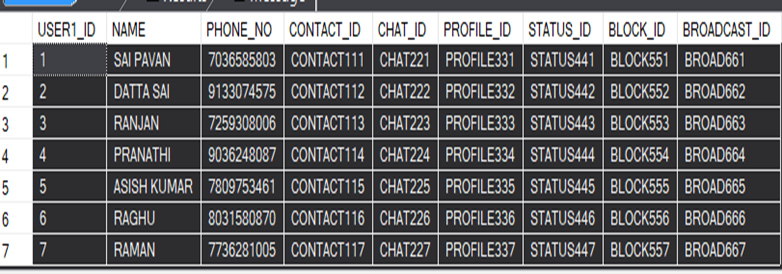 USER1_ID NAME PHONE_NO CONTACT_ID CHAT_ID PROFILE_ID STATUS_ID BLOCK_ID BROADCAST_ID
1 1 SAI PAVAN 7036585803 CONTACT111 CHAT221 PROFILE331 STATUS441 BLOCK551 BROAD661
2 2 DATTA SAI 9133074575 CONTACT112 CHAT222 PROFILE332 STATUS442 BLOCK552 BROAD662
3 3 RANJAN 7259308006 CONTACT113 CHAT223 PROFILE333 STATUS443 BLOCK553 BROAD663
4 4 PRANATHI 9036248087 CONTACT114 CHAT224 PROFILE334 STATUS444 BLOCK554 BROAD664
5 5 ASISH KUMAR 7809753461 CONTACT115 CHAT225 PROFILE335 STATUS445 BLOCK555 BROAD665
6 6 RAGHU 8031580870 CONTACT116 CHAT226 PROFILE336 STATUS446 BLOCK556 BROAD666
7 7 RAMAN 7736281005 CONTACT117 CHAT227 PROFILE337 STATUS447 BLOCK557 BROAD667